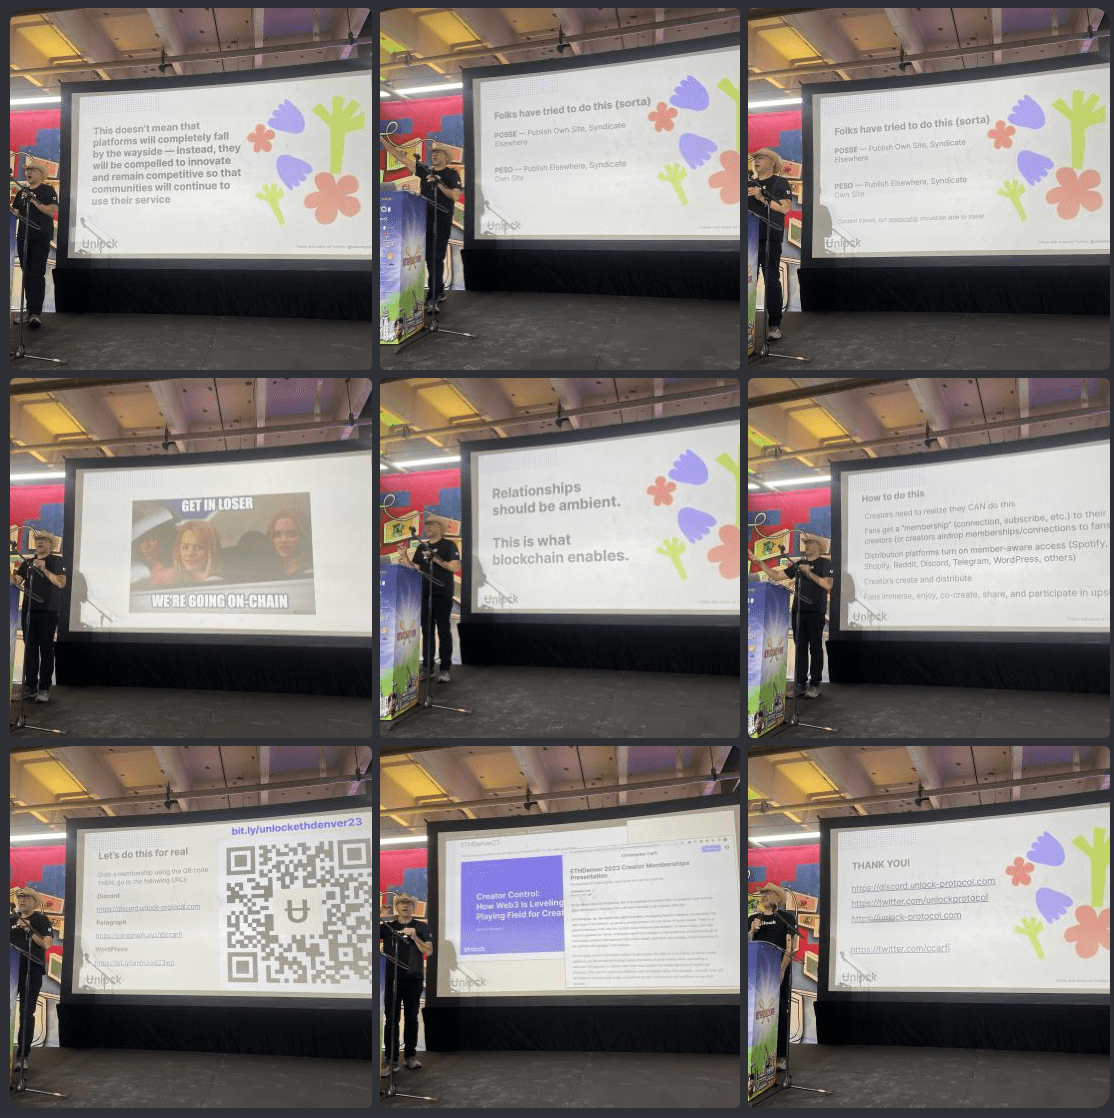 This doesn't mean that
platforms will completely fall
by the wayside — instead, they
will be compelled to innovate
and remain competitive so that
communities will continue to
use their service
Unlock
Folks have tried to do this (sorta)
POSSE — Publish Own Site, Syndicate
Elsewhere
PESO — Publish Elsewhere, Syndicate
Own Site
Unlock
Folks have tried to do this (sorta)
POSSE — Publish Own Site, Syndicate
Elsewhere
PESO — Publish Elsewhere, Syndicate
Own Site
Content travels, but relationship should be able to travel
Unlock
GET IN LOSER
WE'RE GOING ON-CHAIN
Relationships
should be ambient.
This is what
blockchain enables.
Unlock
How to do this
Creators need to realize they CAN do this
Fans get a "membership" (connection, subscribe, etc.) to their
creators (or creators airdrop memberships/connections to fans
Distribution platforms turn on member-aware access (Spotify,
Shopify, Reddit, Discord, Telegram, WordPress, others)
Creators create and distribute
Fans immerse, enjoy, co-create, share, and participate in ups
Unlock
bit.ly/unlockethdenver23
Let's do this for real
Grab a membership using the QR code
THEN, go to the following URLs
Discord
https://discord.unlock-protocol.com
Paragraph
https://paragraph.xyz/@ccarfi
WordPress
https://bit.ly/unlocked23wp
Unlock
ETHDenver23
Creator Control:
How Web3 is Leveling
Playing Field for Creat
ETHDenver 2023 Creator Memberships
Presentation
Unlock
THANK YOU!
https://discord.unlock-protocol.com
https://twitter.com/unlockprotocol
https://unlock-protocol.com
https://twitter.com/ccarfi
Unlock